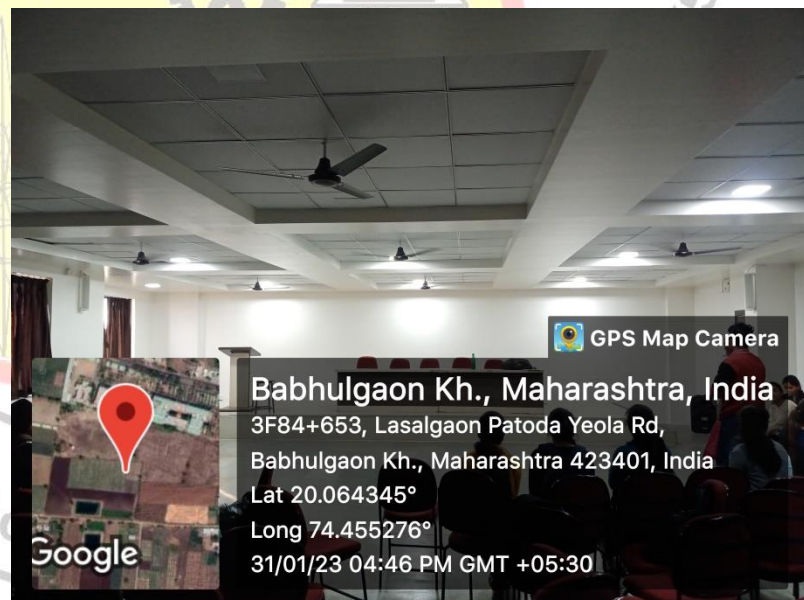 GPS Map Camera
Babhulgaon Kh., Maharashtra, India
3F84+653, Lasalgaon Patoda Yeola Rd,
Babhulgaon Kh., Maharashtra 423401, India
Lat 20.064345°
Long 74.455276°
31/01/23 04:46 PM GMT +05:30
Google